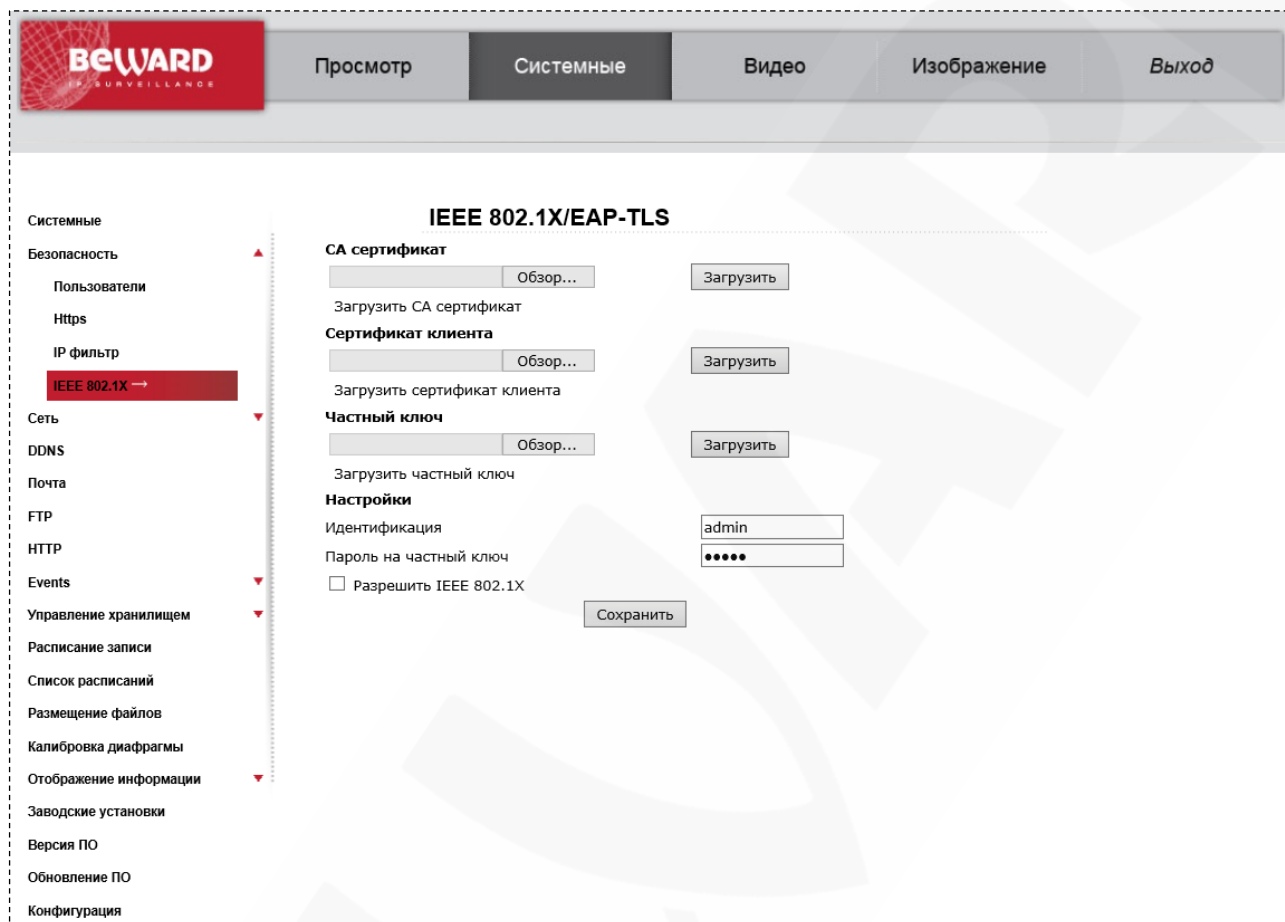 BEWARD
IP SURVEILLANCE
Просмотр
Системные
Видео
Изображение
Выход
Системные
Безопасность
Пользователи
Https
IP фильтр
IEEE 802.1X →
Сеть
DDNS
Почта
FTP
HTTP
Events
Управление хранилищем
Расписание записи
Список расписаний
Размещение файлов
Калибровка диафрагмы
Отображение информации
Заводские установки
Версия ПО
Обновление ПО
Конфигурация
IEEE 802.1X/EAP-TLS
CA сертификат
Обзор... Загрузить
Загрузить CA сертификат
Сертификат клиента
Обзор... Загрузить
Загрузить сертификат клиента
Частный ключ
Обзор... Загрузить
Загрузить частный ключ
Настройки
Идентификация admin
Пароль на частный ключ •••••
Разрешить IEEE 802.1X
Сохранить